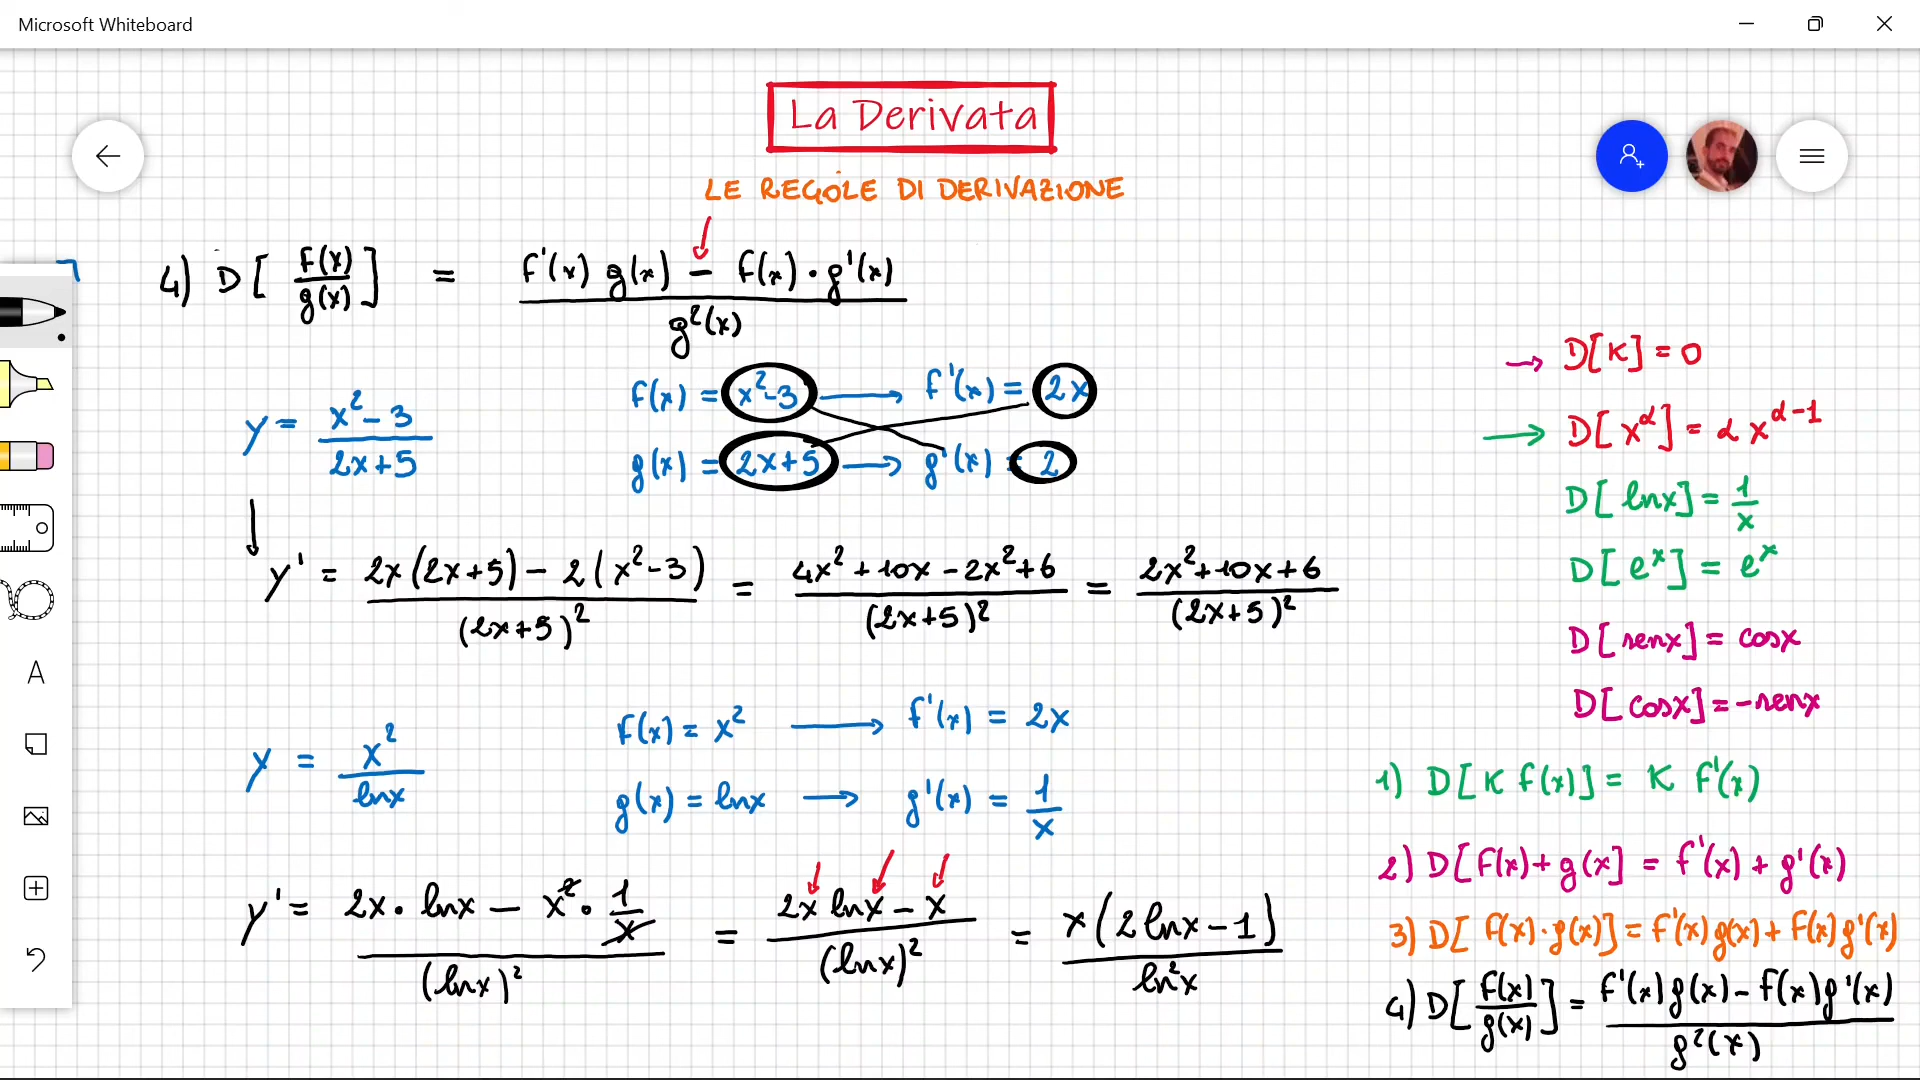 Microsoft Whiteboard
La Derivata
LE REGOLE DI DERIVAZIONE
4) D[f(x)/g(x)] = (f'(x) g(x) − f(x)·g'(x))/g²(x)
y = (x²−3)/(2x+5)
f(x) = x²−3 → f'(x) = 2x
g(x) = 2x+5 → g'(x) = 2
y' = (2x(2x+5) − 2(x²−3))/(2x+5)² = (4x²+10x−2x²+6)/(2x+5)² = (2x²+10x+6)/(2x+5)²
y = x²/lnx
f(x) = x² → f'(x) = 2x
g(x) = lnx → g'(x) = 1/x
y' = (2x·lnx − x²·1/x)/(lnx)² = (2x lnx − x)/(lnx)² = x(2lnx−1)/ln²x
→ D[K] = 0
→ D[x^α] = α x^(α−1)
D[lnx] = 1/x
D[e^x] = e^x
D[senx] = cosx
D[cosx] = −senx
1) D[K f(x)] = K f'(x)
2) D[f(x)+g(x] = f'(x)+g'(x)
3) D[f(x)·g(x)] = f'(x)g(x)+f(x)g'(x)
4) D[f(x)/g(x)] = (f'(x)g(x)−f(x)g'(x))/g²(x)
A